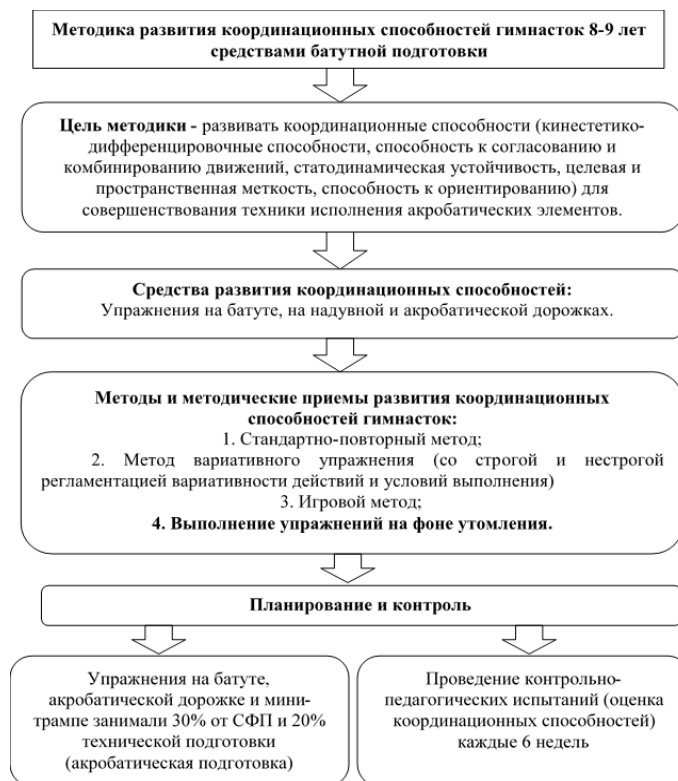 Методика развития координационных способностей гимнасток 8-9 лет
средствами батутной подготовки
Цель методики - развивать координационные способности (кинестетико-
дифференцировочные способности, способность к согласованию и
комбинированию движений, статодинамическая устойчивость, целевая и
пространственная меткость, способность к ориентированию) для
совершенствования техники исполнения акробатических элементов.
Средства развития координационных способностей:
Упражнения на батуте, на надувной и акробатической дорожках.
Методы и методические приемы развития координационных
способностей гимнасток:
1. Стандартно-повторный метод;
2. Метод вариативного упражнения (со строгой и нестрогой
регламентацией вариативности действий и условий выполнения)
3. Игровой метод;
4. Выполнение упражнений на фоне утомления.
Планирование и контроль
Упражнения на батуте,
акробатической дорожке и мини-
трампе занимали 30% от СФП и 20%
технической подготовки
(акробатическая подготовка)
Проведение контрольно-
педагогических испытаний (оценка
координационных способностей)
каждые 6 недель